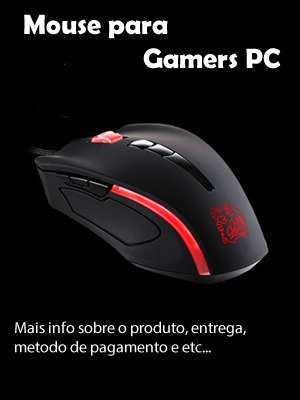 Mouse para
Gamers PC
Mais info sobre o produto, entrega,
metodo de pagamento e etc...